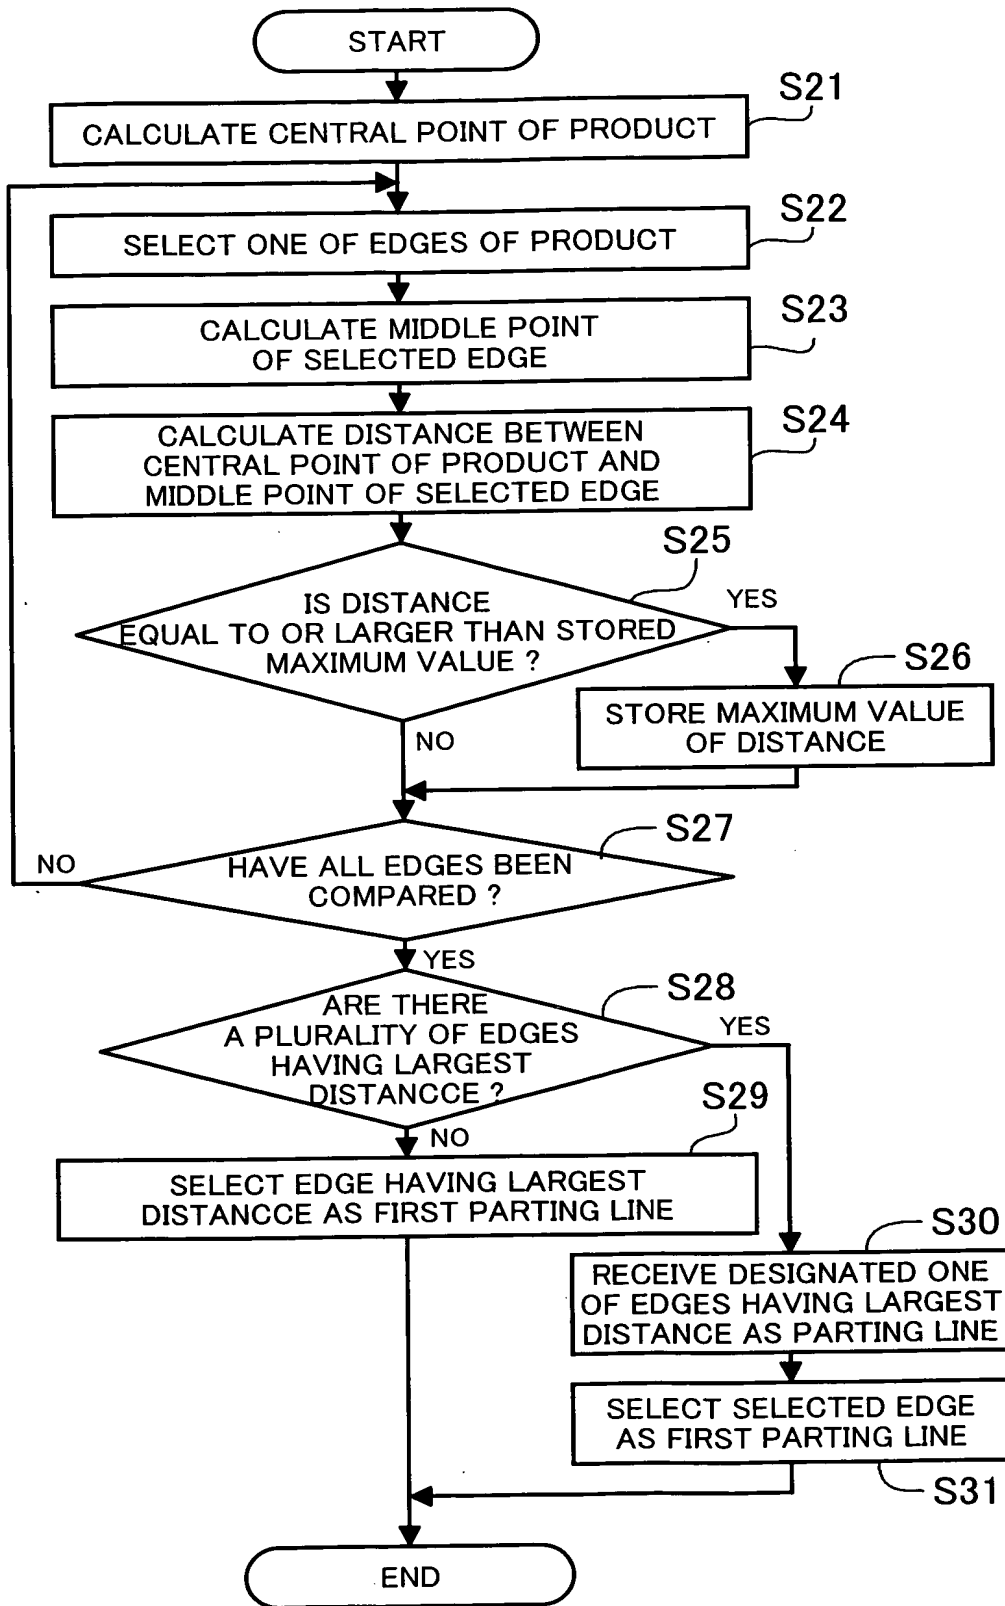 START
S21
CALCULATE CENTRAL POINT OF PRODUCT
S22
SELECT ONE OF EDGES OF PRODUCT
S23
CALCULATE MIDDLE POINT
OF SELECTED EDGE
S24
CALCULATE DISTANCE BETWEEN
CENTRAL POINT OF PRODUCT AND
MIDDLE POINT OF SELECTED EDGE
S25
IS DISTANCE
EQUAL TO OR LARGER THAN STORED
MAXIMUM VALUE ?
YES
NO
S26
STORE MAXIMUM VALUE
OF DISTANCE
S27
HAVE ALL EDGES BEEN
COMPARED ?
NO
YES
S28
ARE THERE
A PLURALITY OF EDGES
HAVING LARGEST
DISTANCCE ?
YES
NO
S29
SELECT EDGE HAVING LARGEST
DISTANCCE AS FIRST PARTING LINE
S30
RECEIVE DESIGNATED ONE
OF EDGES HAVING LARGEST
DISTANCE AS PARTING LINE
SELECT SELECTED EDGE
AS FIRST PARTING LINE
S31
END